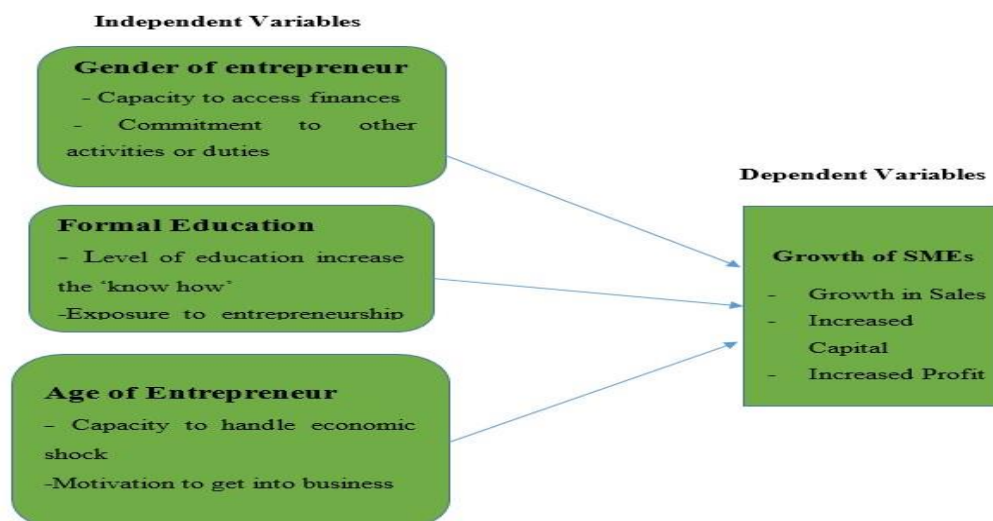 Independent Variables
Gender of entrepreneur
- Capacity to access finances
- Commitment to other
activities or duties
Formal Education
- Level of education increase
the ‘know how’
-Exposure to entrepreneurship
Age of Entrepreneur
- Capacity to handle economic
shock
-Motivation to get into business
Dependent Variables
Growth of SMEs
- Growth in Sales
- Increased
Capital
- Increased Profit